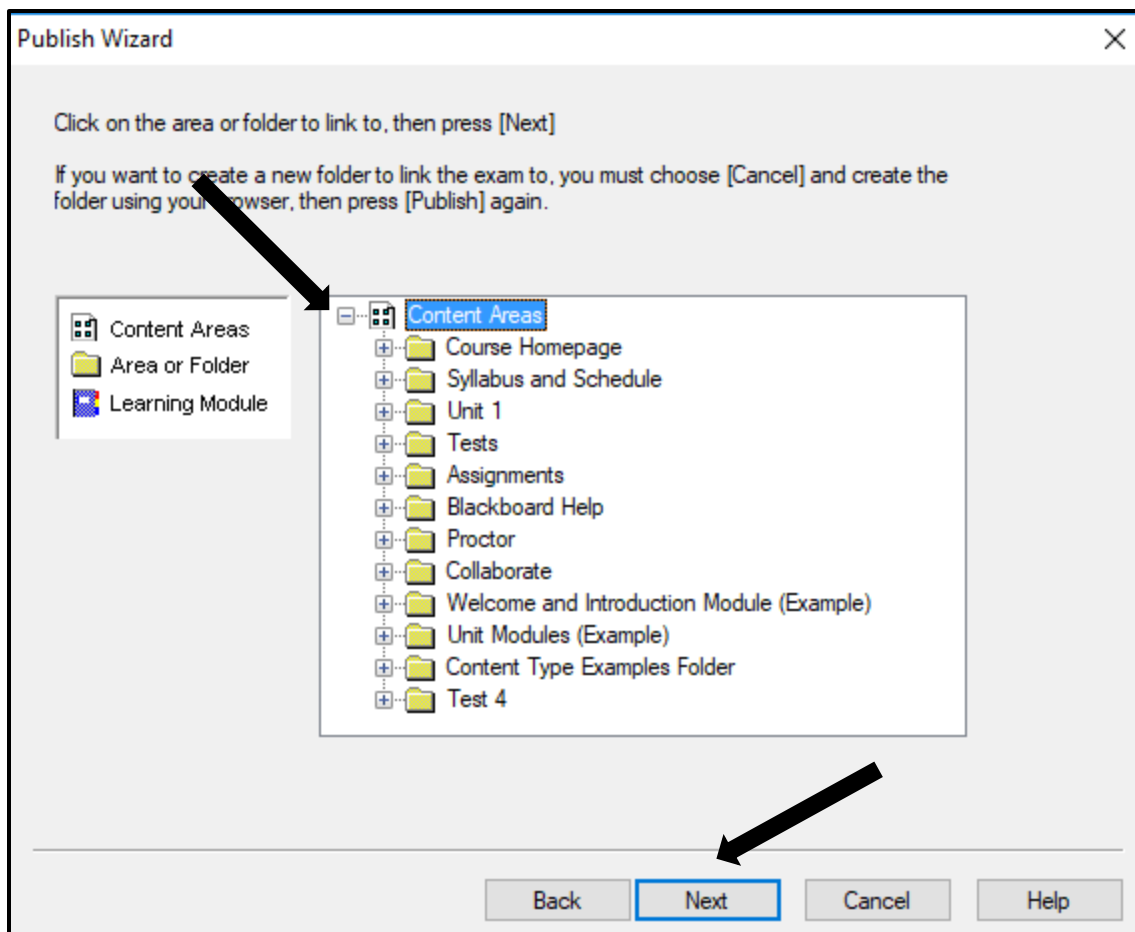 Publish Wizard
Click on the area or folder to link to, then press [Next]
If you want to create a new folder to link the exam to, you must choose [Cancel] and create the
folder using your browser, then press [Publish] again.
Content Areas
Area or Folder
Learning Module
Content Areas
Course Homepage
Syllabus and Schedule
Unit 1
Tests
Assignments
Blackboard Help
Proctor
Collaborate
Welcome and Introduction Module (Example)
Unit Modules (Example)
Content Type Examples Folder
Test 4
Back
Next
Cancel
Help